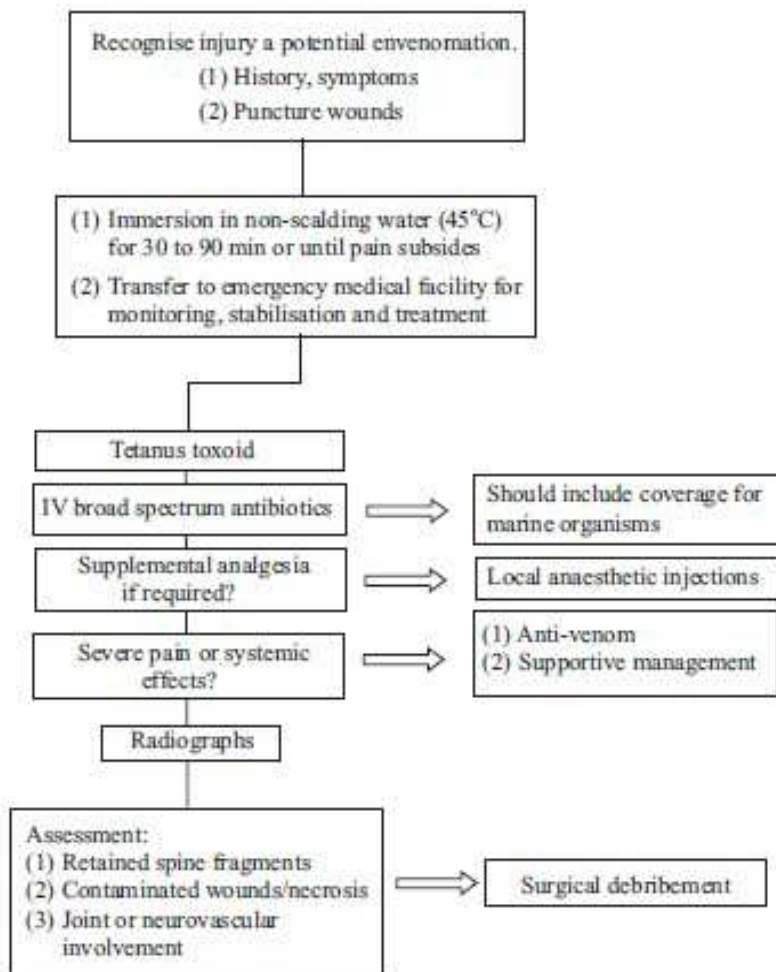 Recognise injury a potential envenomation.
(1) History, symptoms
(2) Puncture wounds
(1) Immersion in non-scalding water (45°C)
for 30 to 90 min or until pain subsides
(2) Transfer to emergency medical facility for
monitoring, stabilisation and treatment
Tetanus toxoid
IV broad spectrum antibiotics
Should include coverage for
marine organisms
Supplemental analgesia
if required?
Local anaesthetic injections
Severe pain or systemic
effects?
(1) Anti-venom
(2) Supportive management
Radiographs
Assessment:
(1) Retained spine fragments
(2) Contaminated wounds/necrosis
(3) Joint or neurovascular
involvement
Surgical debribement